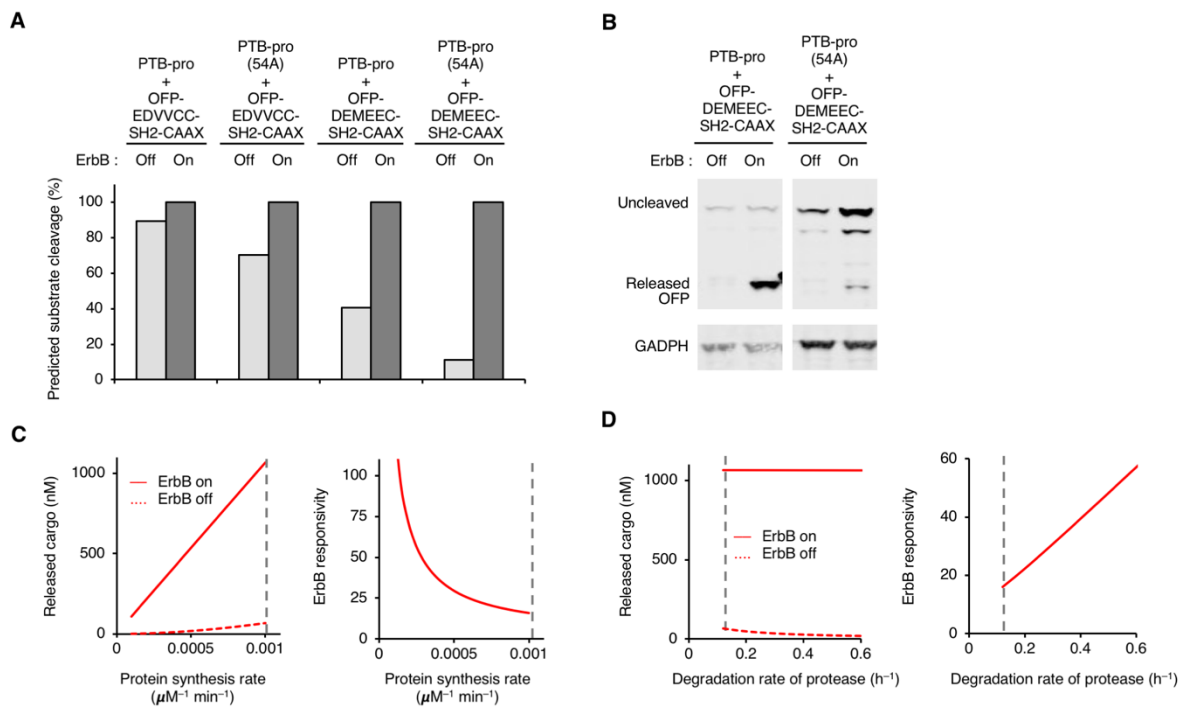 A
PTB-pro
+
OFP-
EDVVCC-
SH2-CAAX
PTB-pro
(54A)
+
OFP-
EDVVCC-
SH2-CAAX
PTB-pro
+
OFP-
DEMEEC-
SH2-CAAX
PTB-pro
(54A)
+
OFP-
DEMEEC-
SH2-CAAX
ErbB : Off On Off On Off On Off On
Predicted substrate cleavage (%)
100
80
60
40
20
0
B
PTB-pro
+
OFP-
DEMEEC-
SH2-CAAX
PTB-pro
(54A)
+
OFP-
DEMEEC-
SH2-CAAX
ErbB : Off On Off On
Uncleaved
Released
OFP
GADPH
C
Released cargo (nM)
1000
500
0
ErbB on
ErbB off
0 0.0005 0.001
Protein synthesis rate
(µM⁻¹ min⁻¹)
ErbB responsivity
100
75
50
25
0
0 0.0005 0.001
Protein synthesis rate
(µM⁻¹ min⁻¹)
D
Released cargo (nM)
1000
500
0
ErbB on
ErbB off
0 0.2 0.4 0.6
Degradation rate of protease (h⁻¹)
ErbB responsivity
60
40
20
0
0 0.2 0.4 0.6
Degradation rate of protease (h⁻¹)